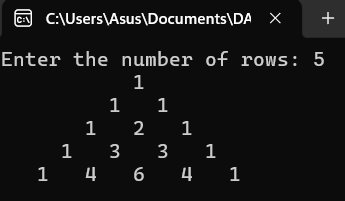 C:\Users\Asus\Documents\DA
Enter the number of rows: 5
1
1 1
1 2 1
1 3 3 1
1 4 6 4 1